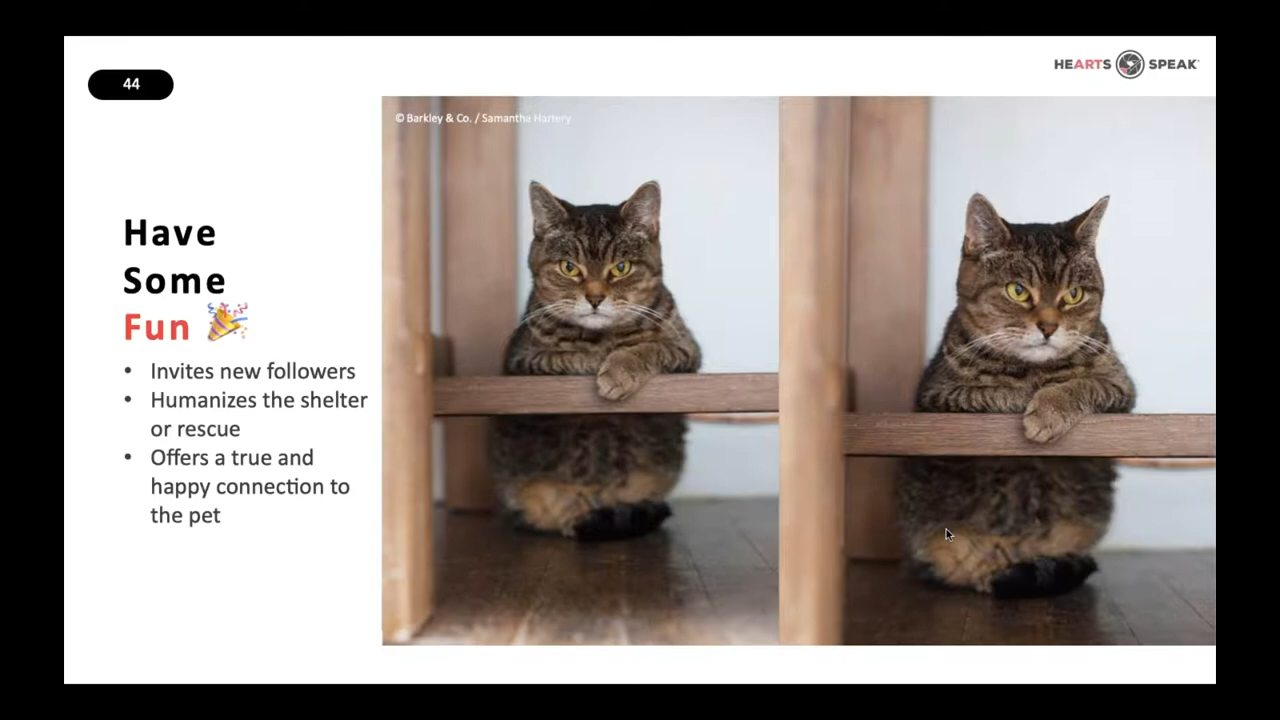 44
HEARTS SPEAK
© Barkley & Co. / Samantha Hartery
Have
Some
Fun
• Invites new followers
• Humanizes the shelter
or rescue
• Offers a true and
happy connection to
the pet